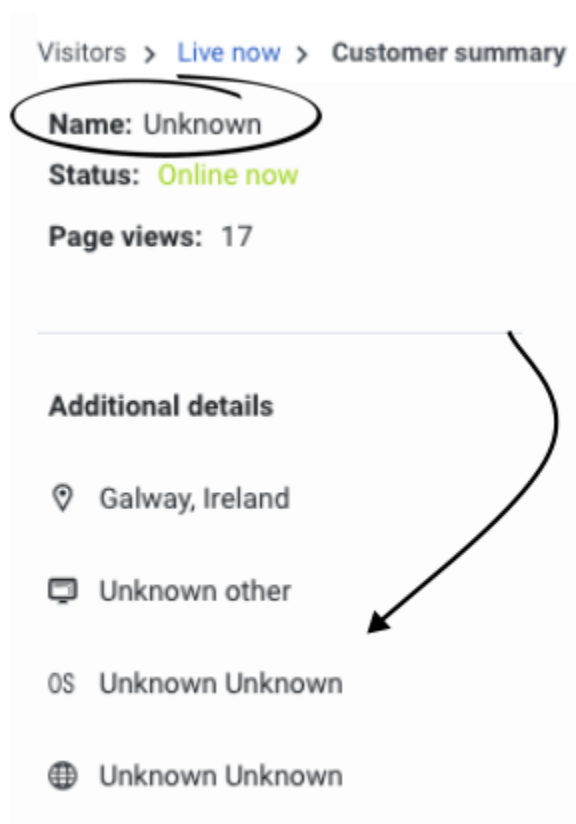 Visitors > Live now > Customer summary
Name: Unknown
Status: Online now
Page views: 17
Additional details
Galway, Ireland
Unknown other
OS Unknown Unknown
Unknown Unknown